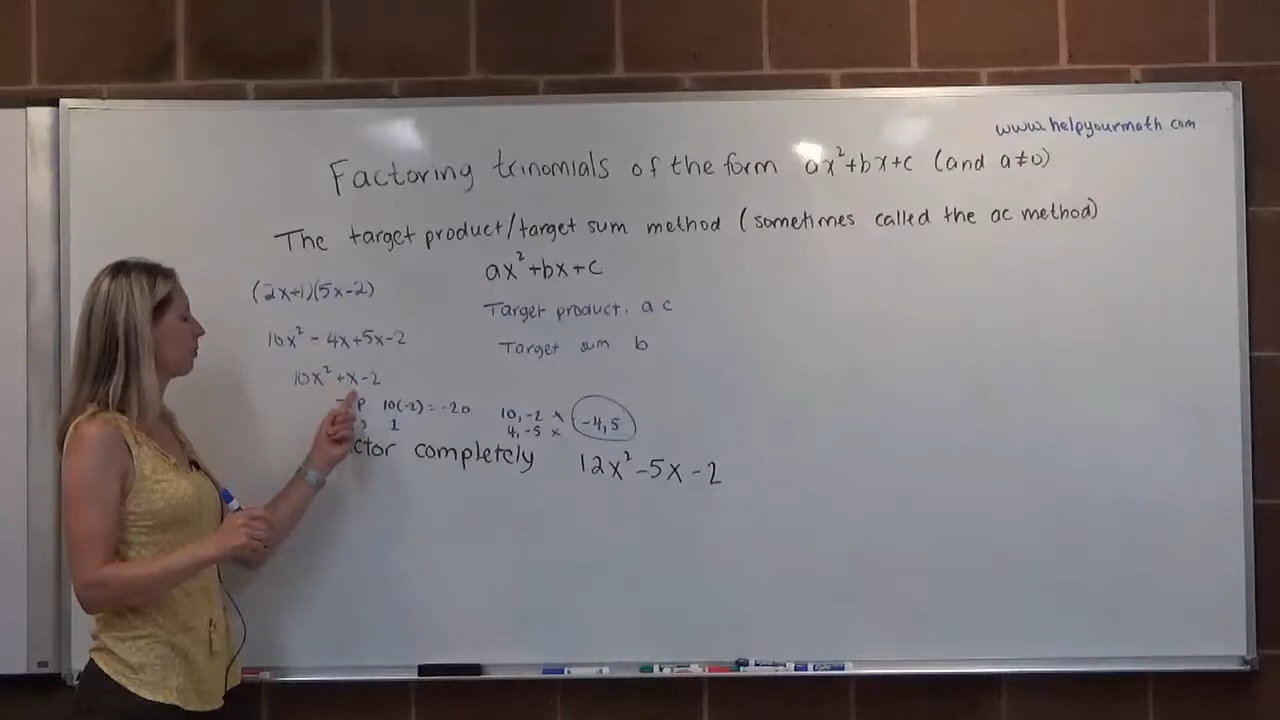 www.helpyourmath.com
Factoring trinomials of the form ax²+bx+c (and a≠0)
The target product/target sum method (sometimes called the ac method)
ax²+bx+c
(2x+1)(5x-2)
Target product. ac
10x² - 4x+5x-2
Target sum b
10x² +x-2
P 10(-2)=-20
10, -2 x
-4,5
1
4, -5 x
ctor completely 12x²-5x-2